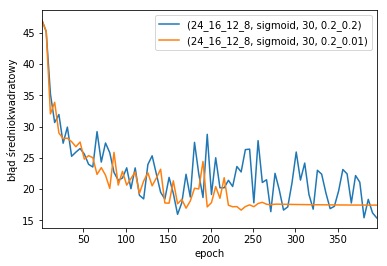 (24_16_12_8, sigmoid, 30, 0.2_0.2)
(24_16_12_8, sigmoid, 30, 0.2_0.01)
45
40
35
30
25
20
15
błąd średniokwadratowy
50 100 150 200 250 300 350
epoch